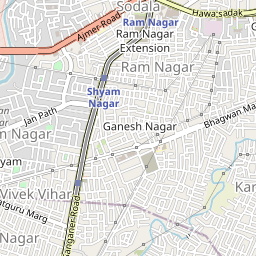 Sodala
Hawa sadak
Ajmer Road
Ram Nagar
Ram Nagar
Extension
Ram Nagar
Shyam
Nagar
Jan Path
Ganesh Nagar
Bhagwan Ma
m Nagar
yam
Vivek Vihar
Kar
atguru Marg
Nagar
anganer Road